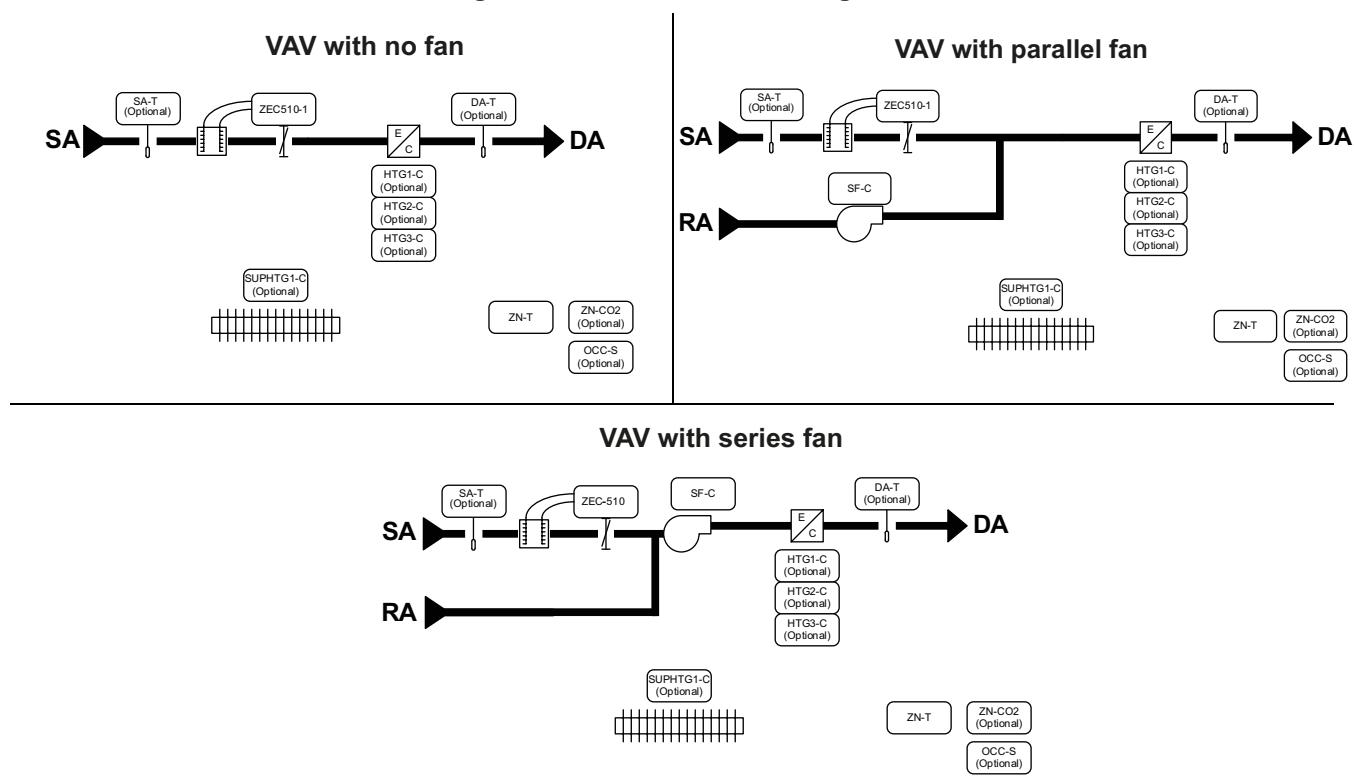 VAV with no fan
SA-T
(Optional)
ZEC510-1
DA-T
(Optional)
SA
E
C
DA
HTG1-C
(Optional)
HTG2-C
(Optional)
HTG3-C
(Optional)
SUPHTG1-C
(Optional)
ZN-T
ZN-CO2
(Optional)
OCC-S
(Optional)
VAV with parallel fan
SA-T
(Optional)
ZEC510-1
DA-T
(Optional)
SA
E
C
DA
HTG1-C
(Optional)
HTG2-C
(Optional)
HTG3-C
(Optional)
SF-C
RA
SUPHTG1-C
(Optional)
ZN-T
ZN-CO2
(Optional)
OCC-S
(Optional)
VAV with series fan
SA-T
(Optional)
ZEC-510
SF-C
DA-T
(Optional)
SA
E
C
DA
HTG1-C
(Optional)
HTG2-C
(Optional)
HTG3-C
(Optional)
RA
SUPHTG1-C
(Optional)
ZN-T
ZN-CO2
(Optional)
OCC-S
(Optional)